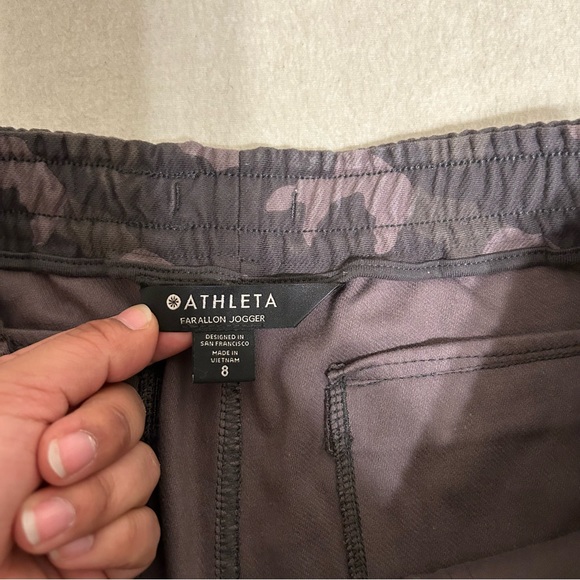 ATHLETA
FARALLON JOGGER
DESIGNED IN
SAN FRANCISCO
MADE IN
VIETNAM
8